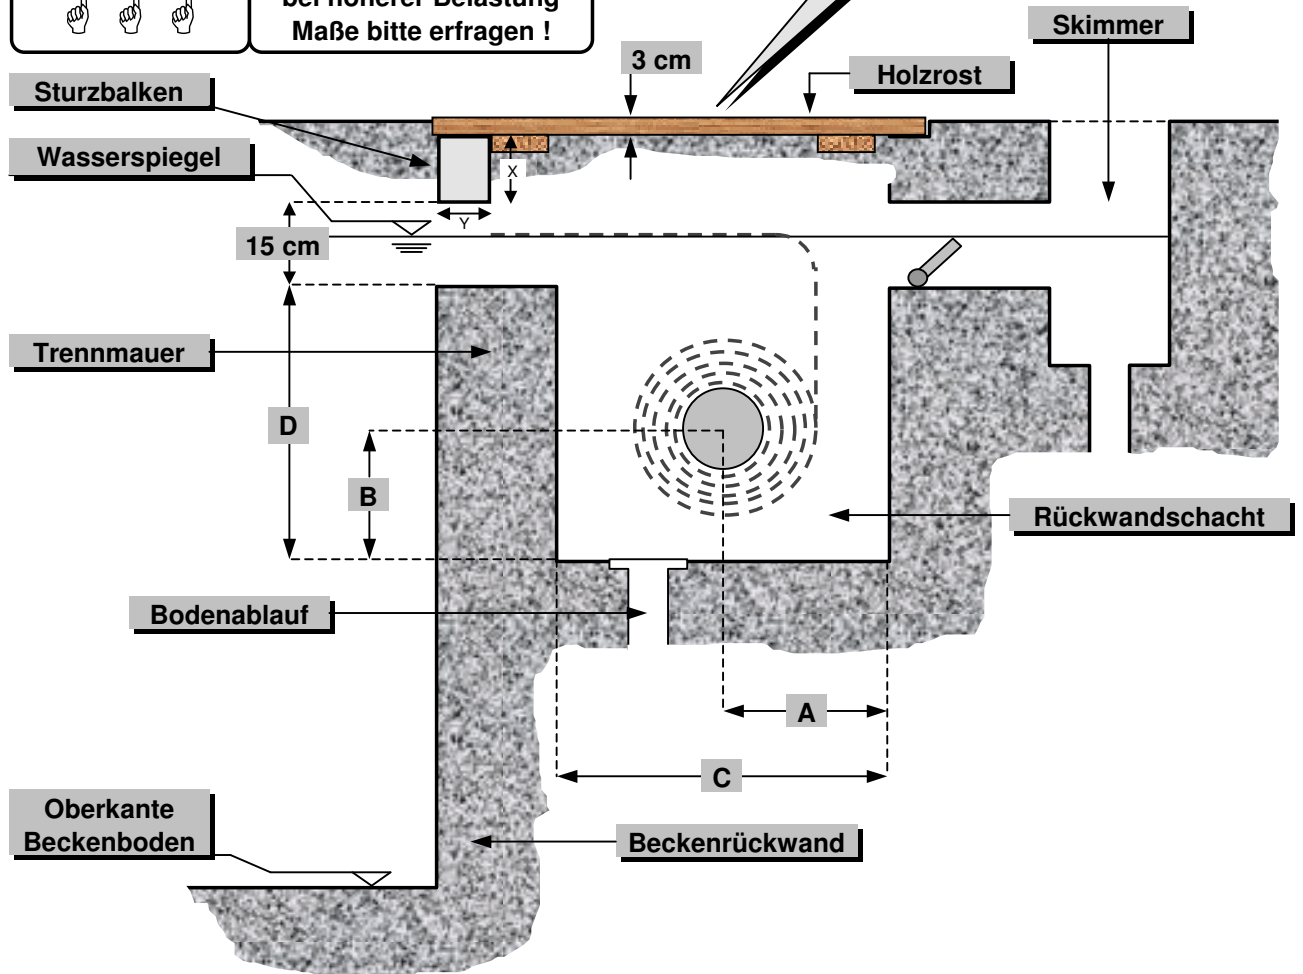 bei höherer Belastung
Maße bitte erfragen !
Skimmer
3 cm
Holzrost
Sturzbalken
Wasserspiegel
X
Y
15 cm
Trennmauer
D
B
Rückwandschacht
Bodenablauf
A
C
Oberkante
Beckenboden
Beckenrückwand